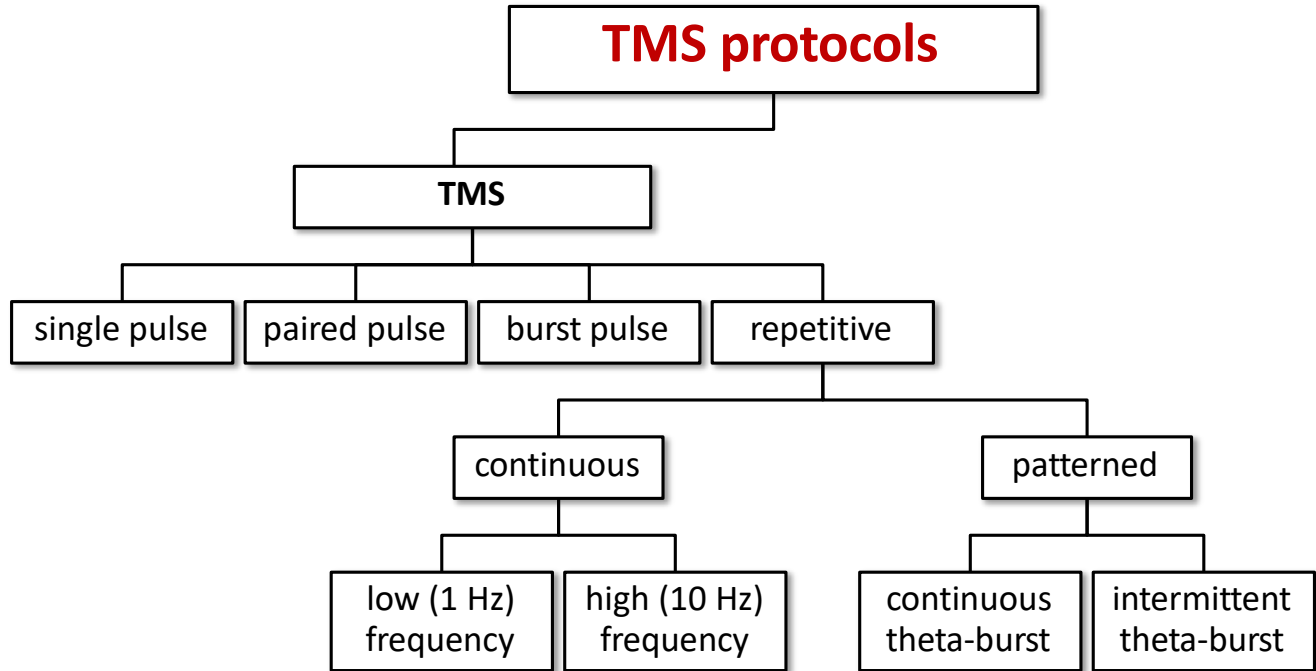 TMS protocols
TMS
single pulse
paired pulse
burst pulse
repetitive
continuous
patterned
low (1 Hz)
frequency
high (10 Hz)
frequency
continuous
theta-burst
intermittent
theta-burst